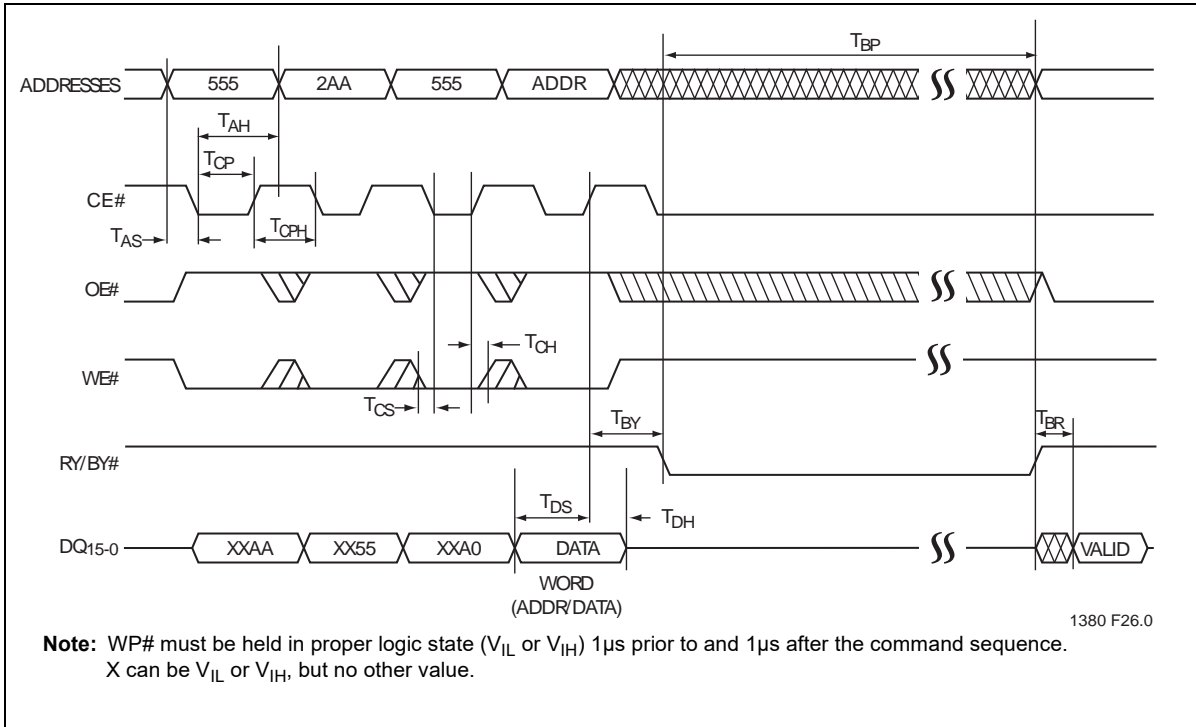 TBP
ADDRESSES 555 2AA 555 ADDR
TAH
TCP
CE#
TAS TCPH
OE#
TCH
WE#
TCS
TBY TBR
RY/BY#
TDS TDH
DQ15-0 XXAA XX55 XXA0 DATA VALID
WORD
(ADDR/DATA)
1380 F26.0
Note: WP# must be held in proper logic state (VIL or VIH) 1µs prior to and 1µs after the command sequence.
X can be VIL or VIH, but no other value.